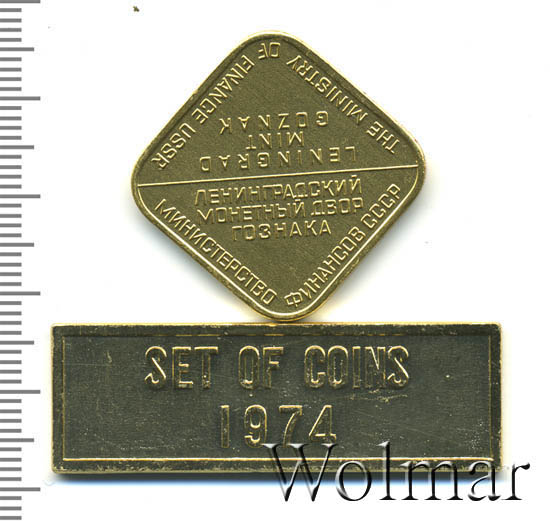 THE MINISTRY OF FINANCE USSR
LENINGRAD
MINT
GOZNAK
ЛЕНИНГРАДСКИЙ
МОНЕТНЫЙ ДВОР
ГОЗНАКА
МИНИСТЕРСТВО ФИНАНСОВ СССР
SET OF COINS
1974
Wolmar